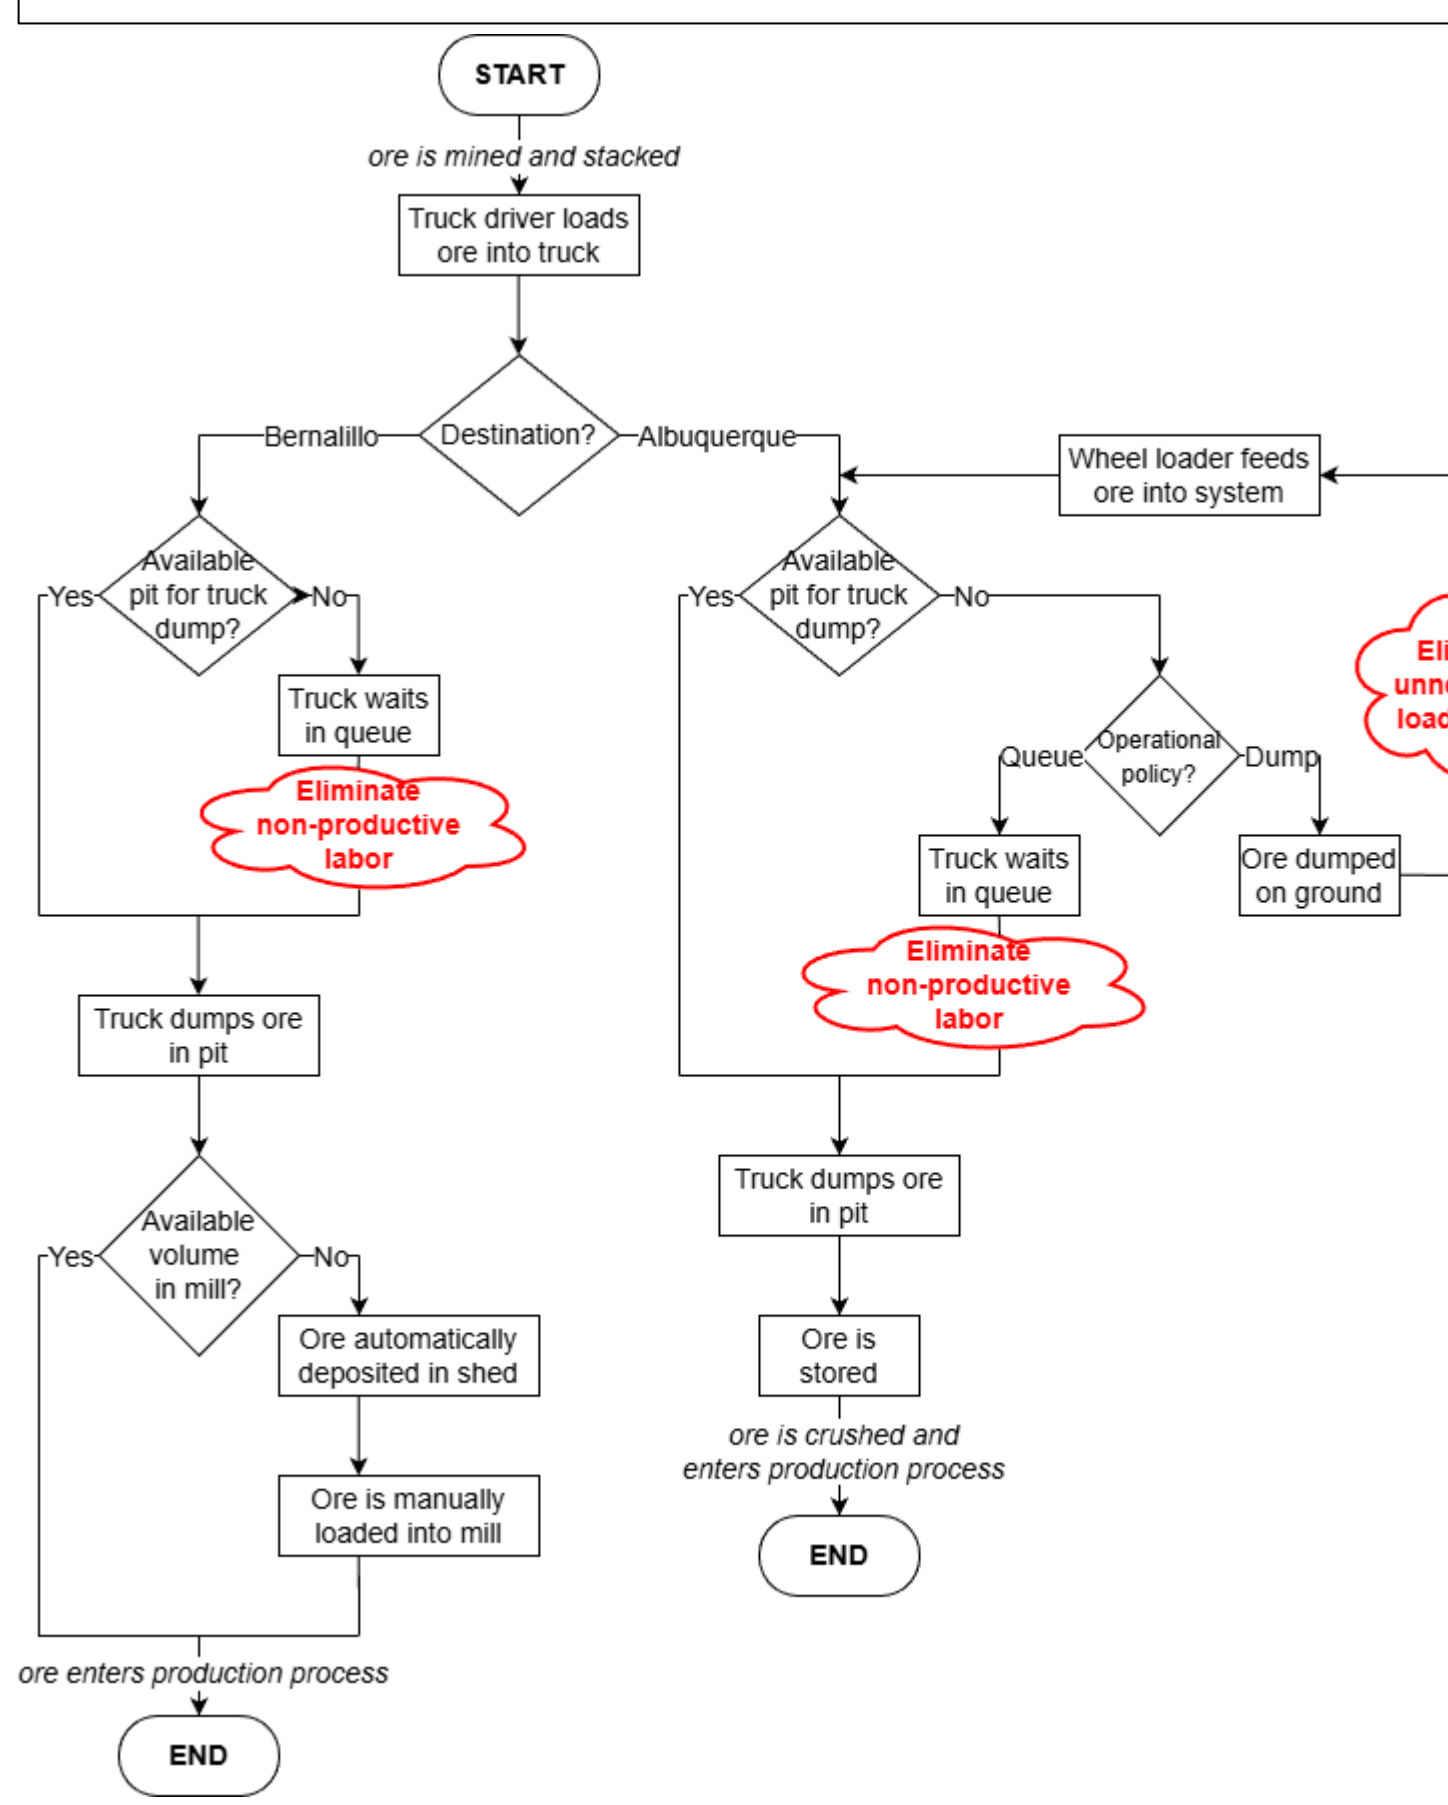 START
ore is mined and stacked
Truck driver loads
ore into truck
Destination?
Bernalillo
Albuquerque
Wheel loader feeds
ore into system
Available
pit for truck
dump?
Yes
No
Truck waits
in queue
Eliminate
non-productive
labor
Truck dumps ore
in pit
Available
volume
in mill?
Yes
No
Ore automatically
deposited in shed
Ore is manually
loaded into mill
ore enters production process
END
Available
pit for truck
dump?
Yes
No
Operational
policy?
Queue
Dump
Truck waits
in queue
Eliminate
non-productive
labor
Ore dumped
on ground
Truck dumps ore
in pit
Ore is
stored
ore is crushed and
enters production process
END